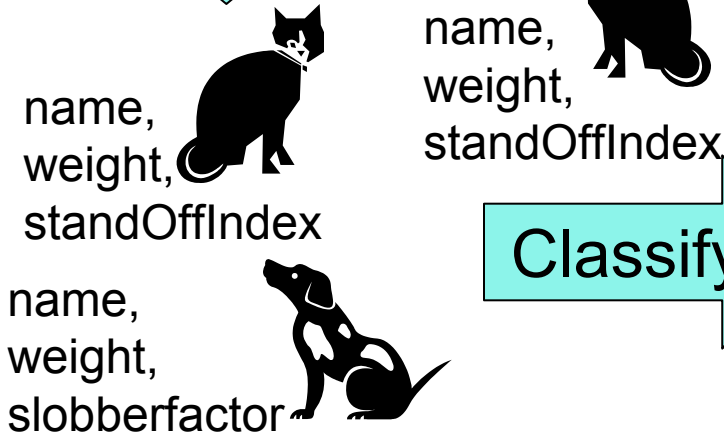 name,
weight,
standOffIndex
name,
weight,
standOffIndex
Classify
name,
weight,
slobberfactor